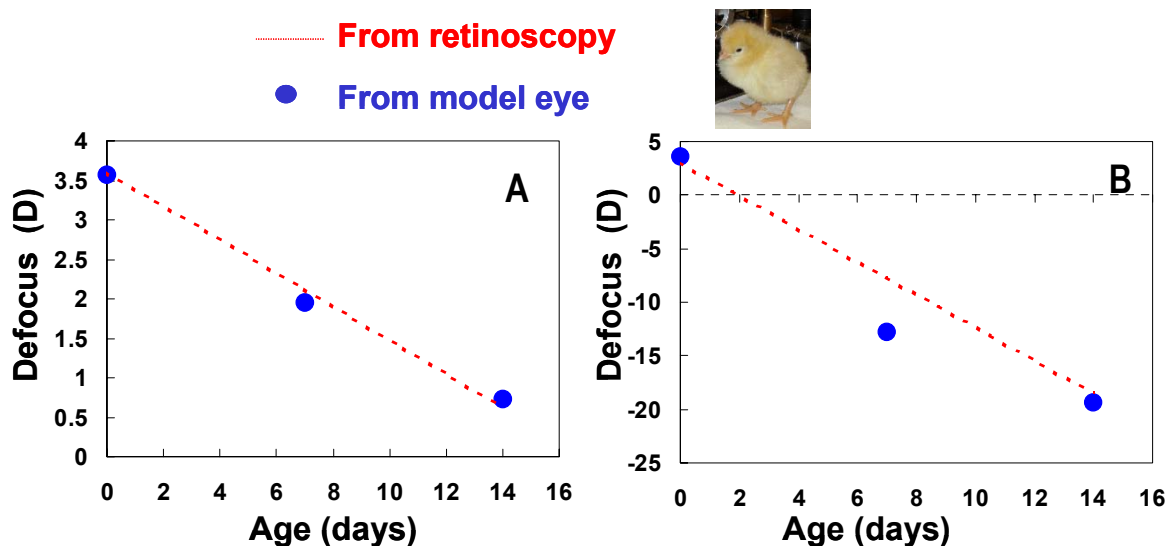 From retinoscopy
From model eye
A
Defocus (D)
4
3.5
3
2.5
2
1.5
1
0.5
0
0 2 4 6 8 10 12 14 16
Age (days)
B
Defocus (D)
5
0
-5
-10
-15
-20
-25
0 2 4 6 8 10 12 14 16
Age (days)